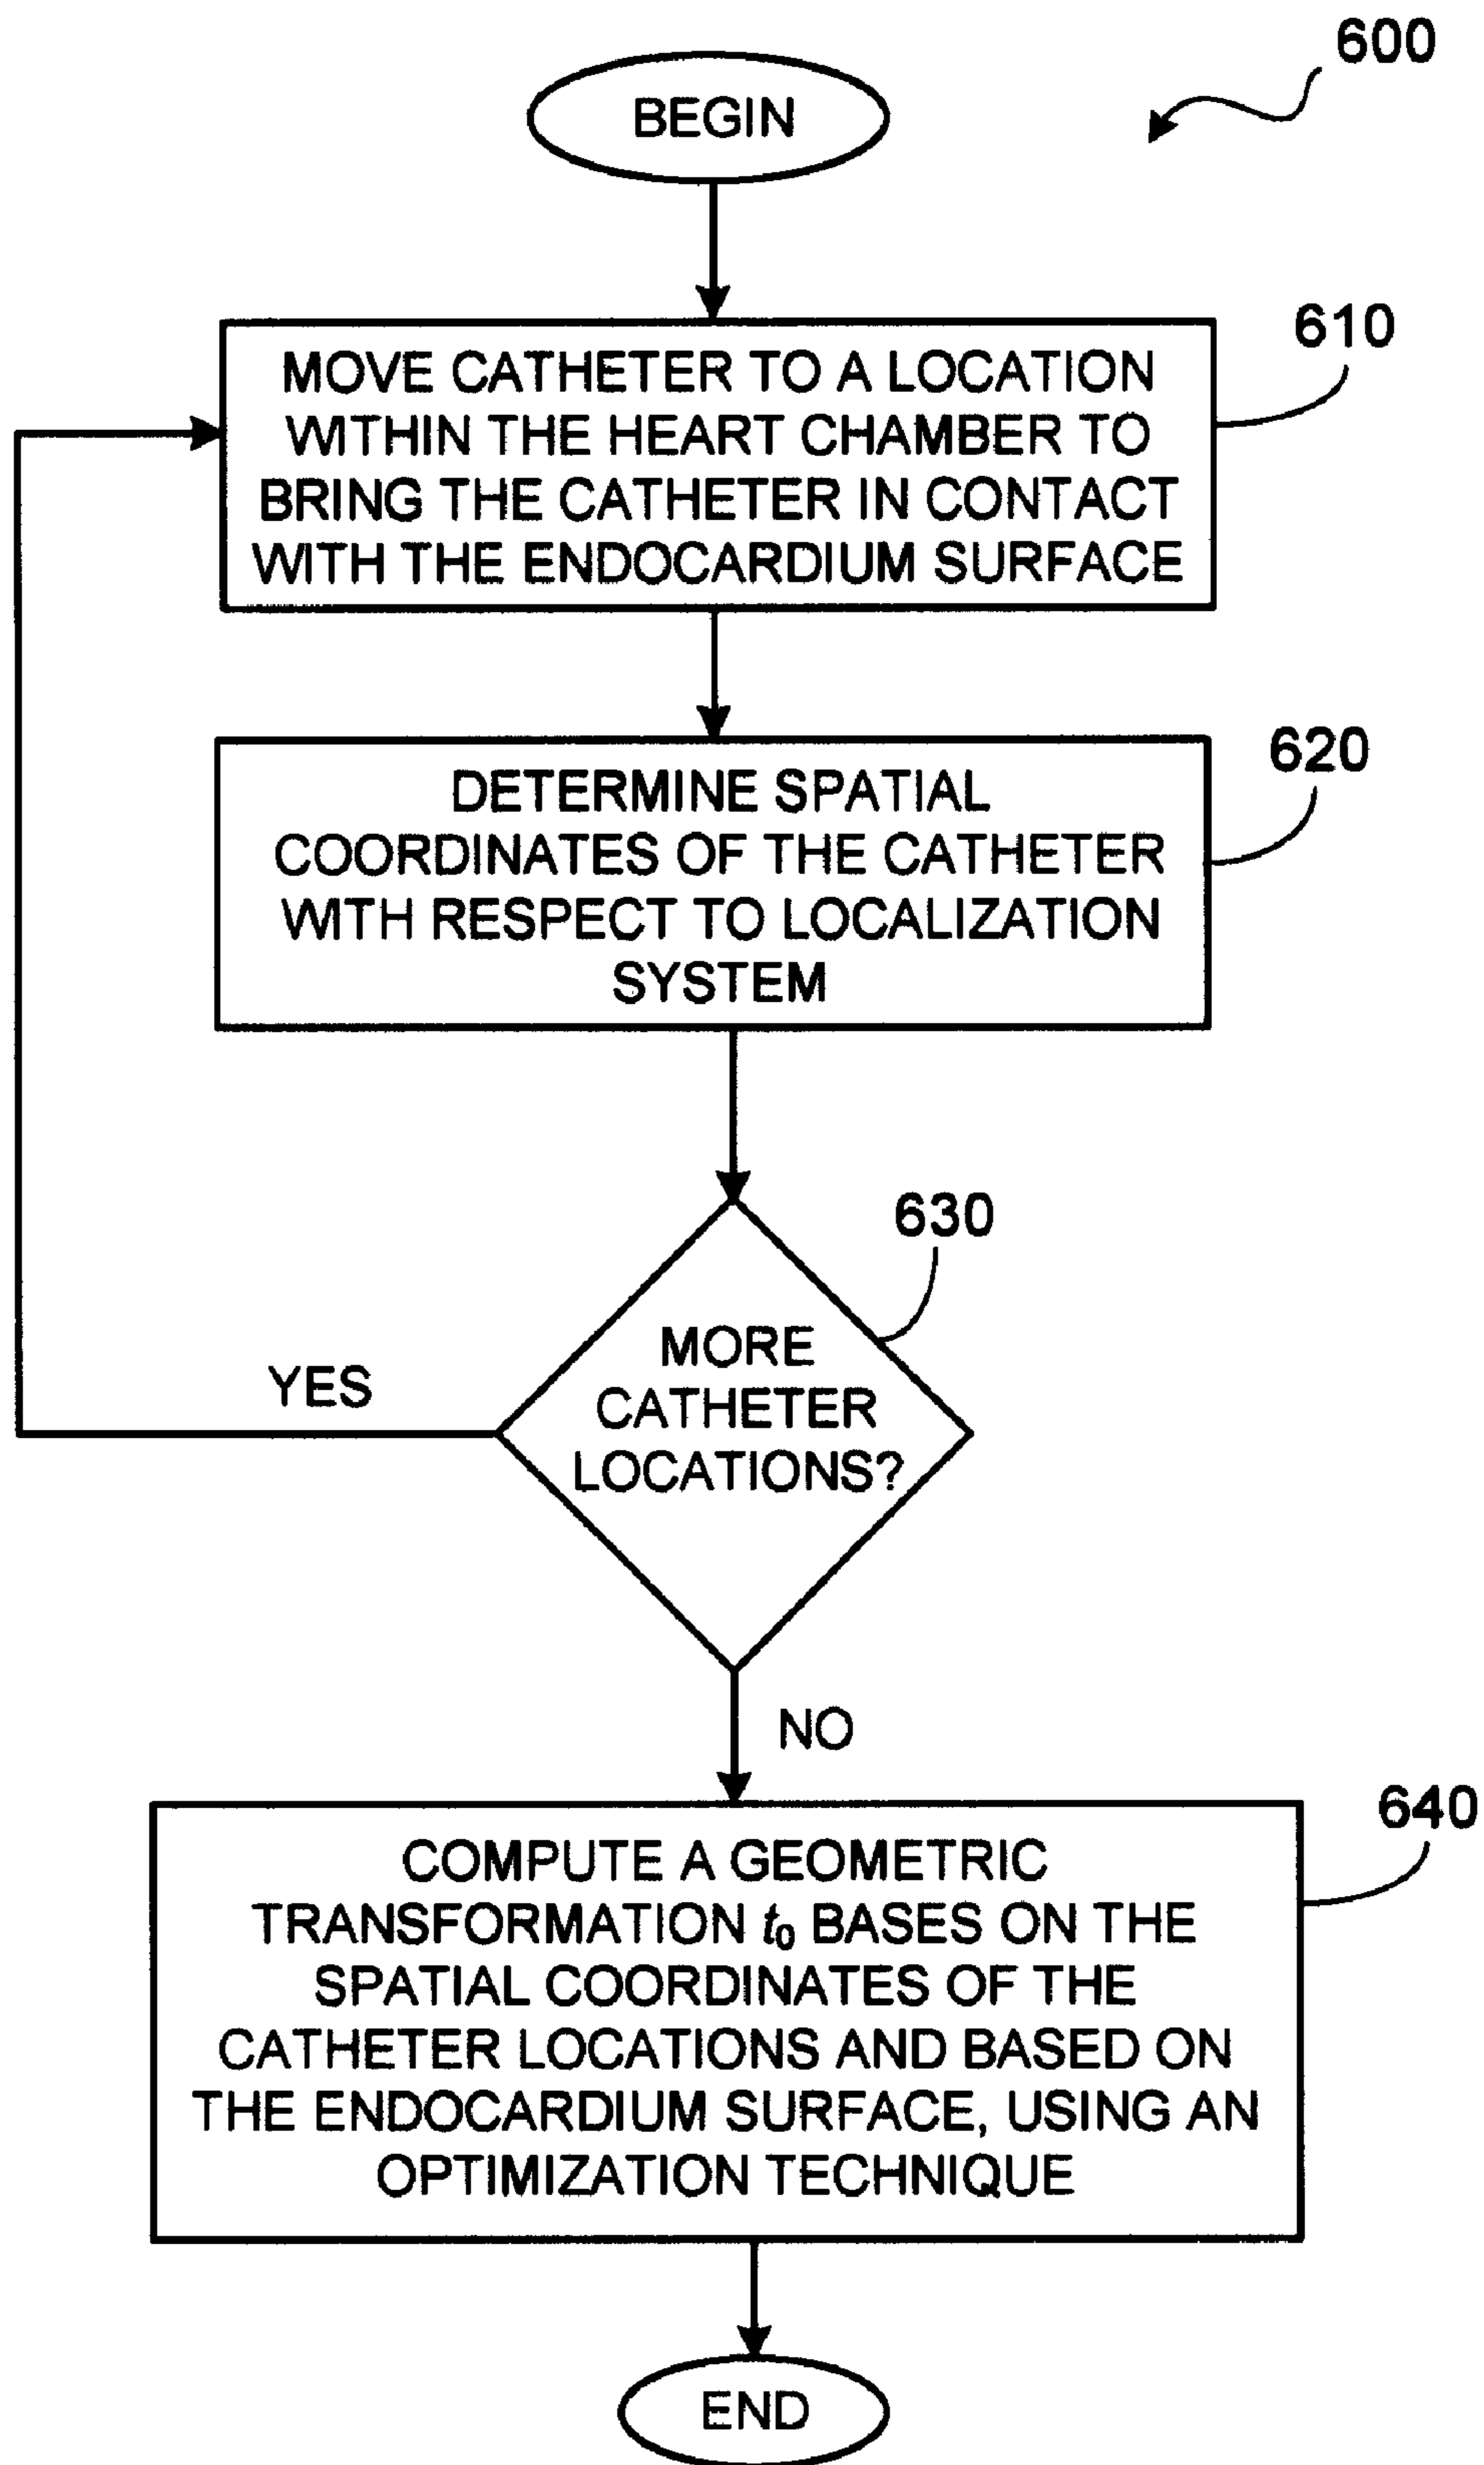 600
BEGIN
610
MOVE CATHETER TO A LOCATION
WITHIN THE HEART CHAMBER TO
BRING THE CATHETER IN CONTACT
WITH THE ENDOCARDIUM SURFACE
620
DETERMINE SPATIAL
COORDINATES OF THE CATHETER
WITH RESPECT TO LOCALIZATION
SYSTEM
630
MORE
CATHETER
LOCATIONS?
YES
NO
640
COMPUTE A GEOMETRIC
TRANSFORMATION t₀ BASES ON THE
SPATIAL COORDINATES OF THE
CATHETER LOCATIONS AND BASED ON
THE ENDOCARDIUM SURFACE, USING AN
OPTIMIZATION TECHNIQUE
END